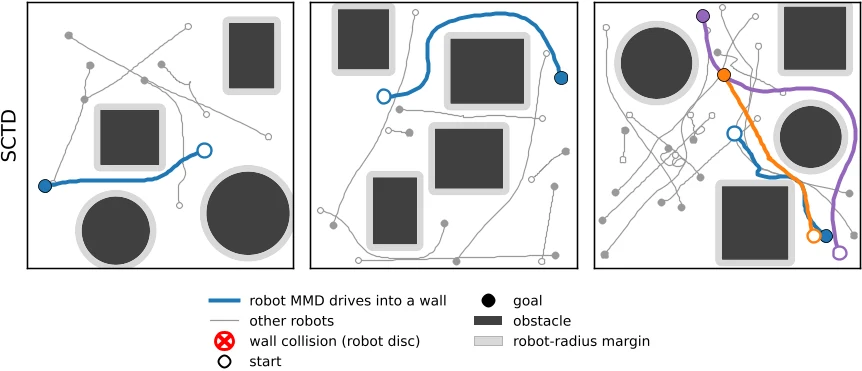 SCTD
robot MMD drives into a wall
other robots
wall collision (robot disc)
start
goal
obstacle
robot-radius margin